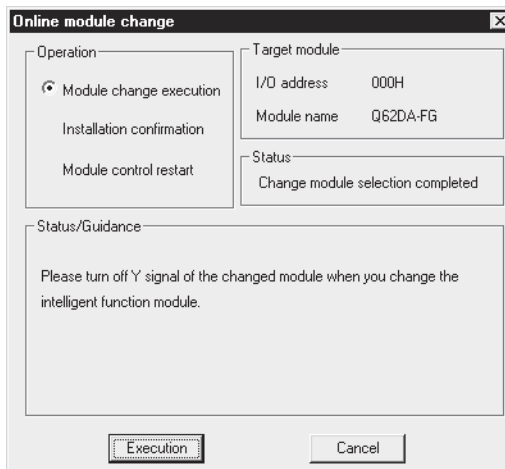 Online module change
Operation
Module change execution
Installation confirmation
Module control restart
Target module
I/O address 000H
Module name Q62DA-FG
Status
Change module selection completed
Status/Guidance
Please turn off Y signal of the changed module when you change the
intelligent function module.
Execution Cancel